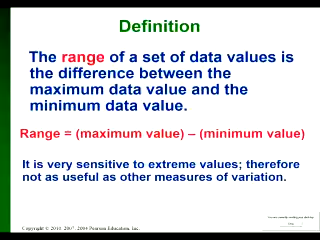 Definition
The range of a set of data values is
the difference between the
maximum data value and the
minimum data value.
Range = (maximum value) – (minimum value)
It is very sensitive to extreme values; therefore
not as useful as other measures of variation.
Copyright © 2010, 2007, 2004 Pearson Education, Inc.